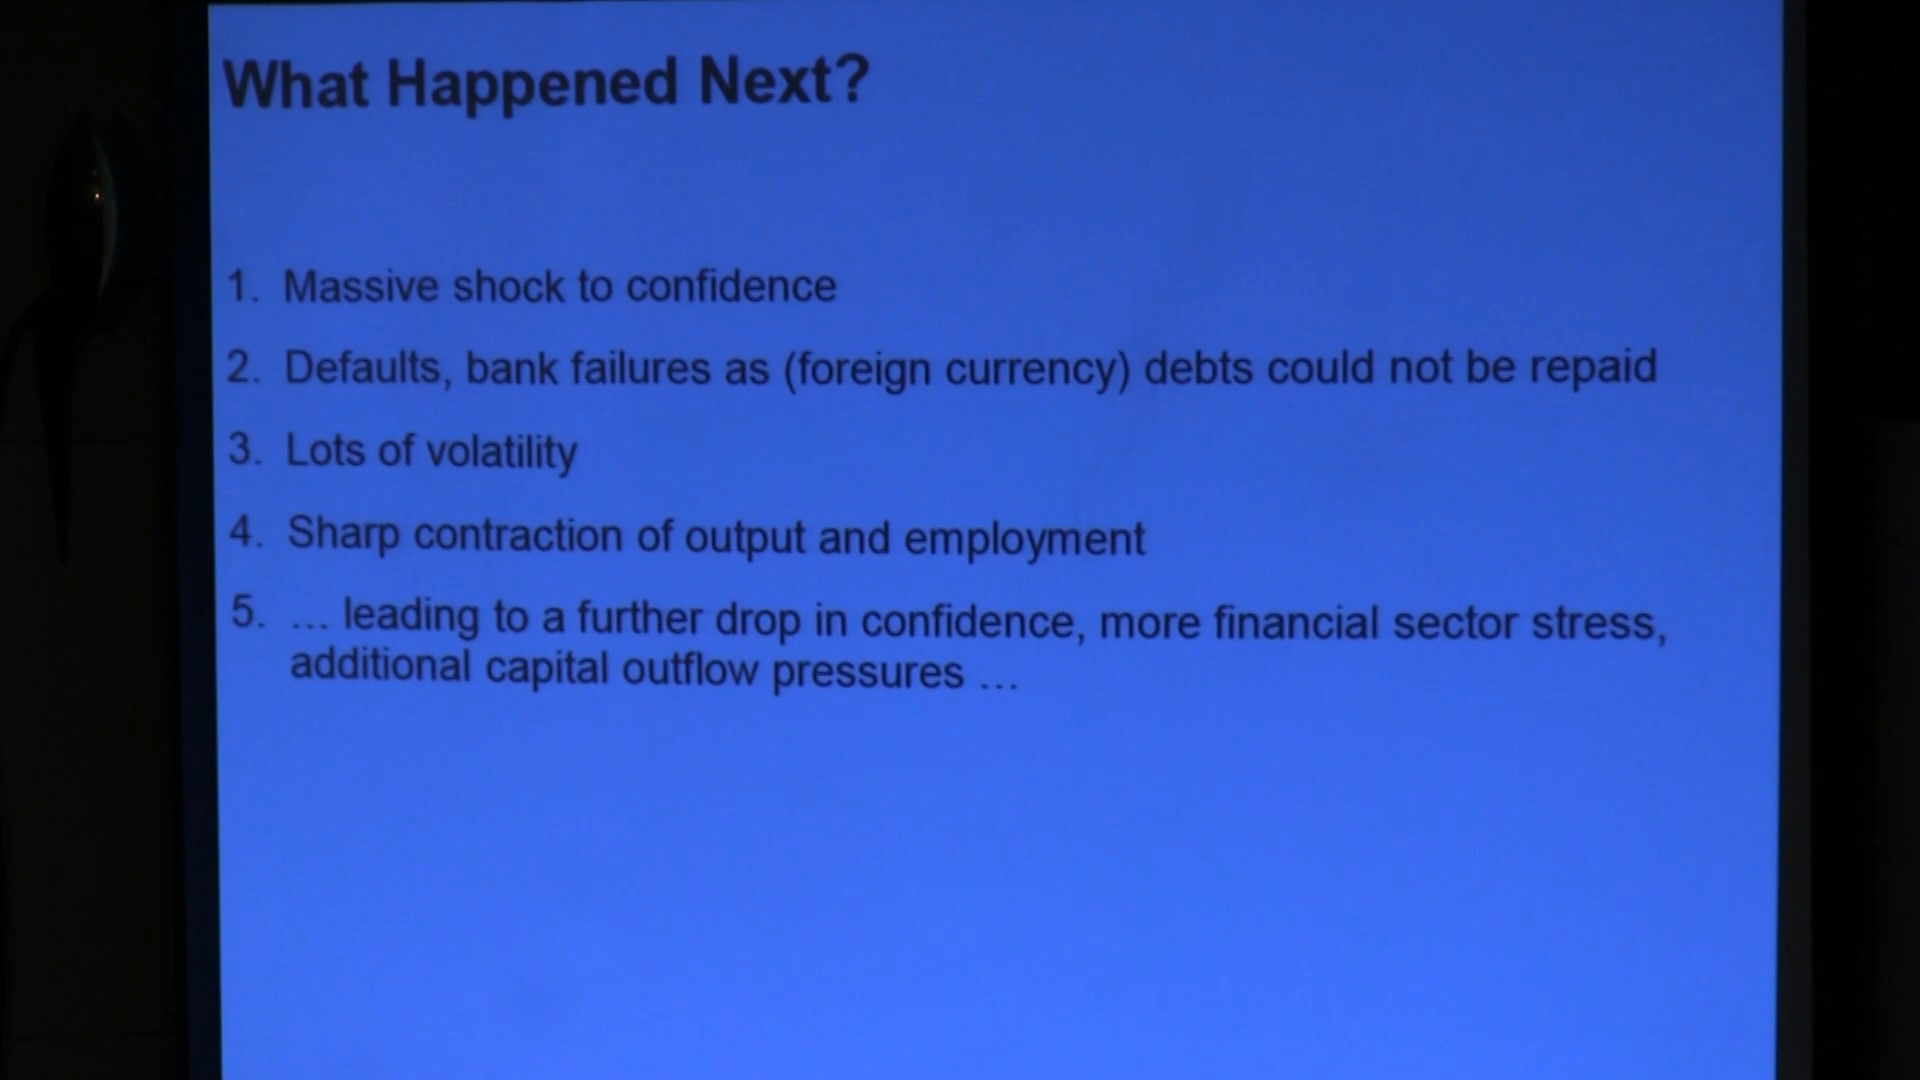 What Happened Next?
1. Massive shock to confidence
2. Defaults, bank failures as (foreign currency) debts could not be repaid
3. Lots of volatility
4. Sharp contraction of output and employment
5. ... leading to a further drop in confidence, more financial sector stress,
additional capital outflow pressures ...